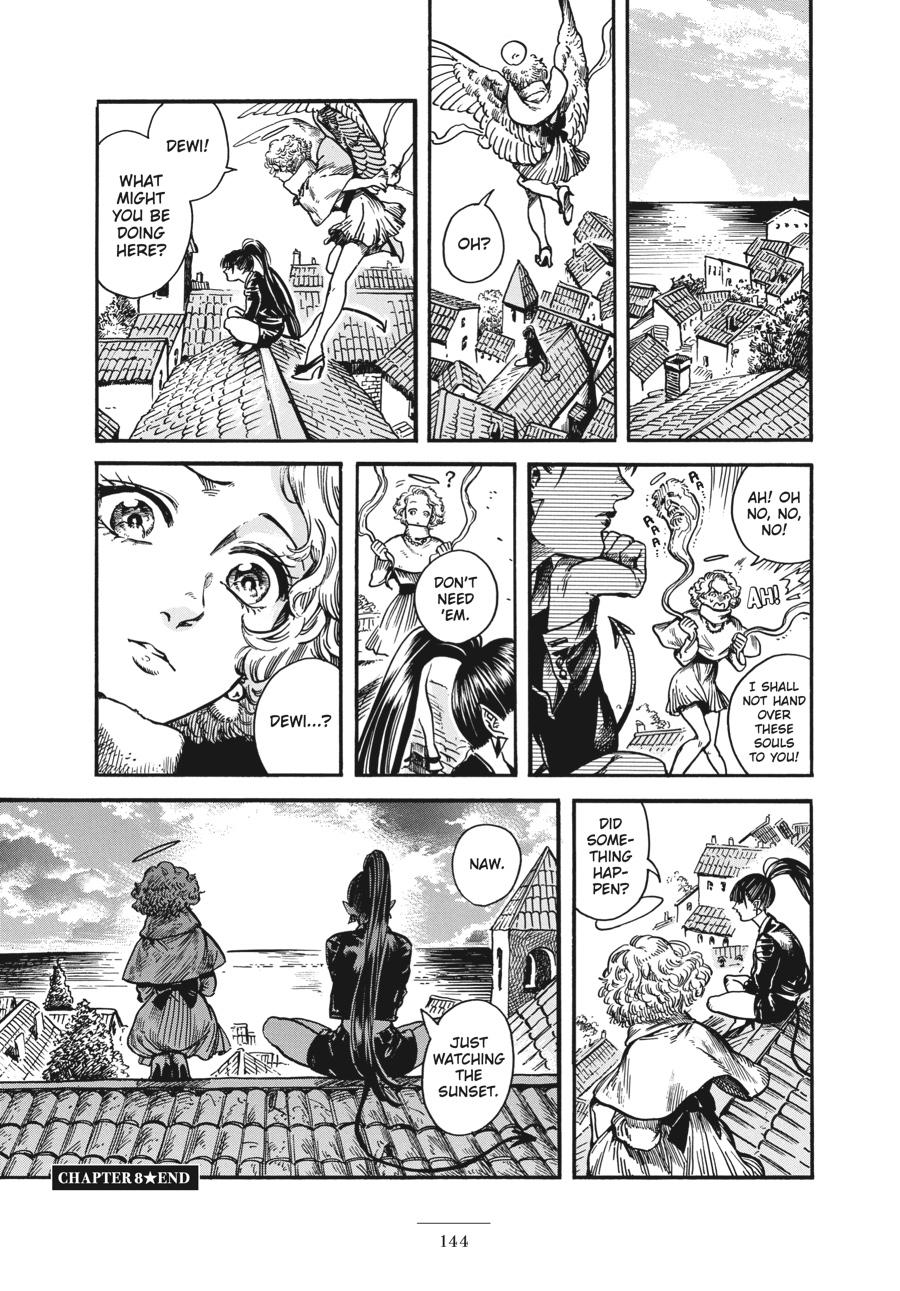 OH?
DEWI!
WHAT
MIGHT
YOU BE
DOING
HERE?
AH! OH
NO, NO,
NO!
AH!
I SHALL
NOT HAND
OVER
THESE
SOULS
TO YOU!
?
DON'T
NEED
'EM.
DEWI...?
DID
SOME-
THING
HAP-
PEN?
NAW.
JUST
WATCHING
THE
SUNSET.
CHAPTER 8★END
144